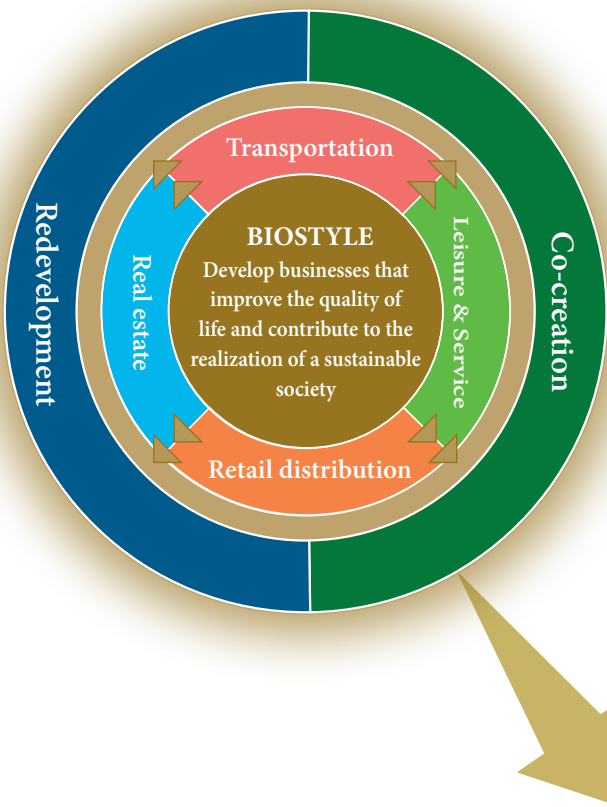 Transportation
Redevelopment
Real estate
BIOSTYLE
Develop businesses that
improve the quality of
life and contribute to the
realization of a sustainable
society
Leisure & Service
Co-creation
Retail distribution